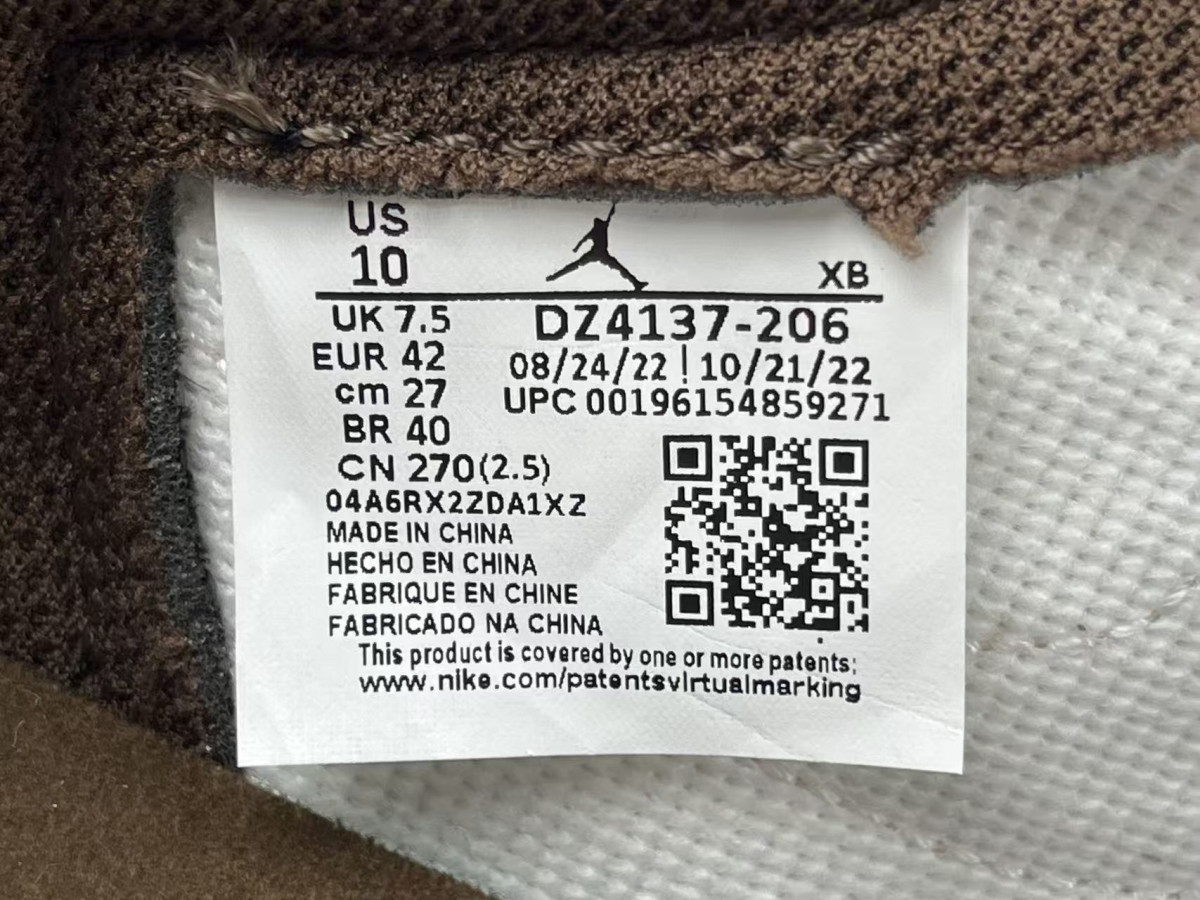 US
10
XB
UK 7.5
DZ4137-206
EUR 42
08/24/22 | 10/21/22
cm 27
UPC 00196154859271
BR 40
CN 270(2.5)
04A6RX2ZDA1XZ
MADE IN CHINA
HECHO EN CHINA
FABRIQUE EN CHINE
FABRICADO NA CHINA
This product is covered by one or more patents:
www.nike.com/patentsvirtualmarking